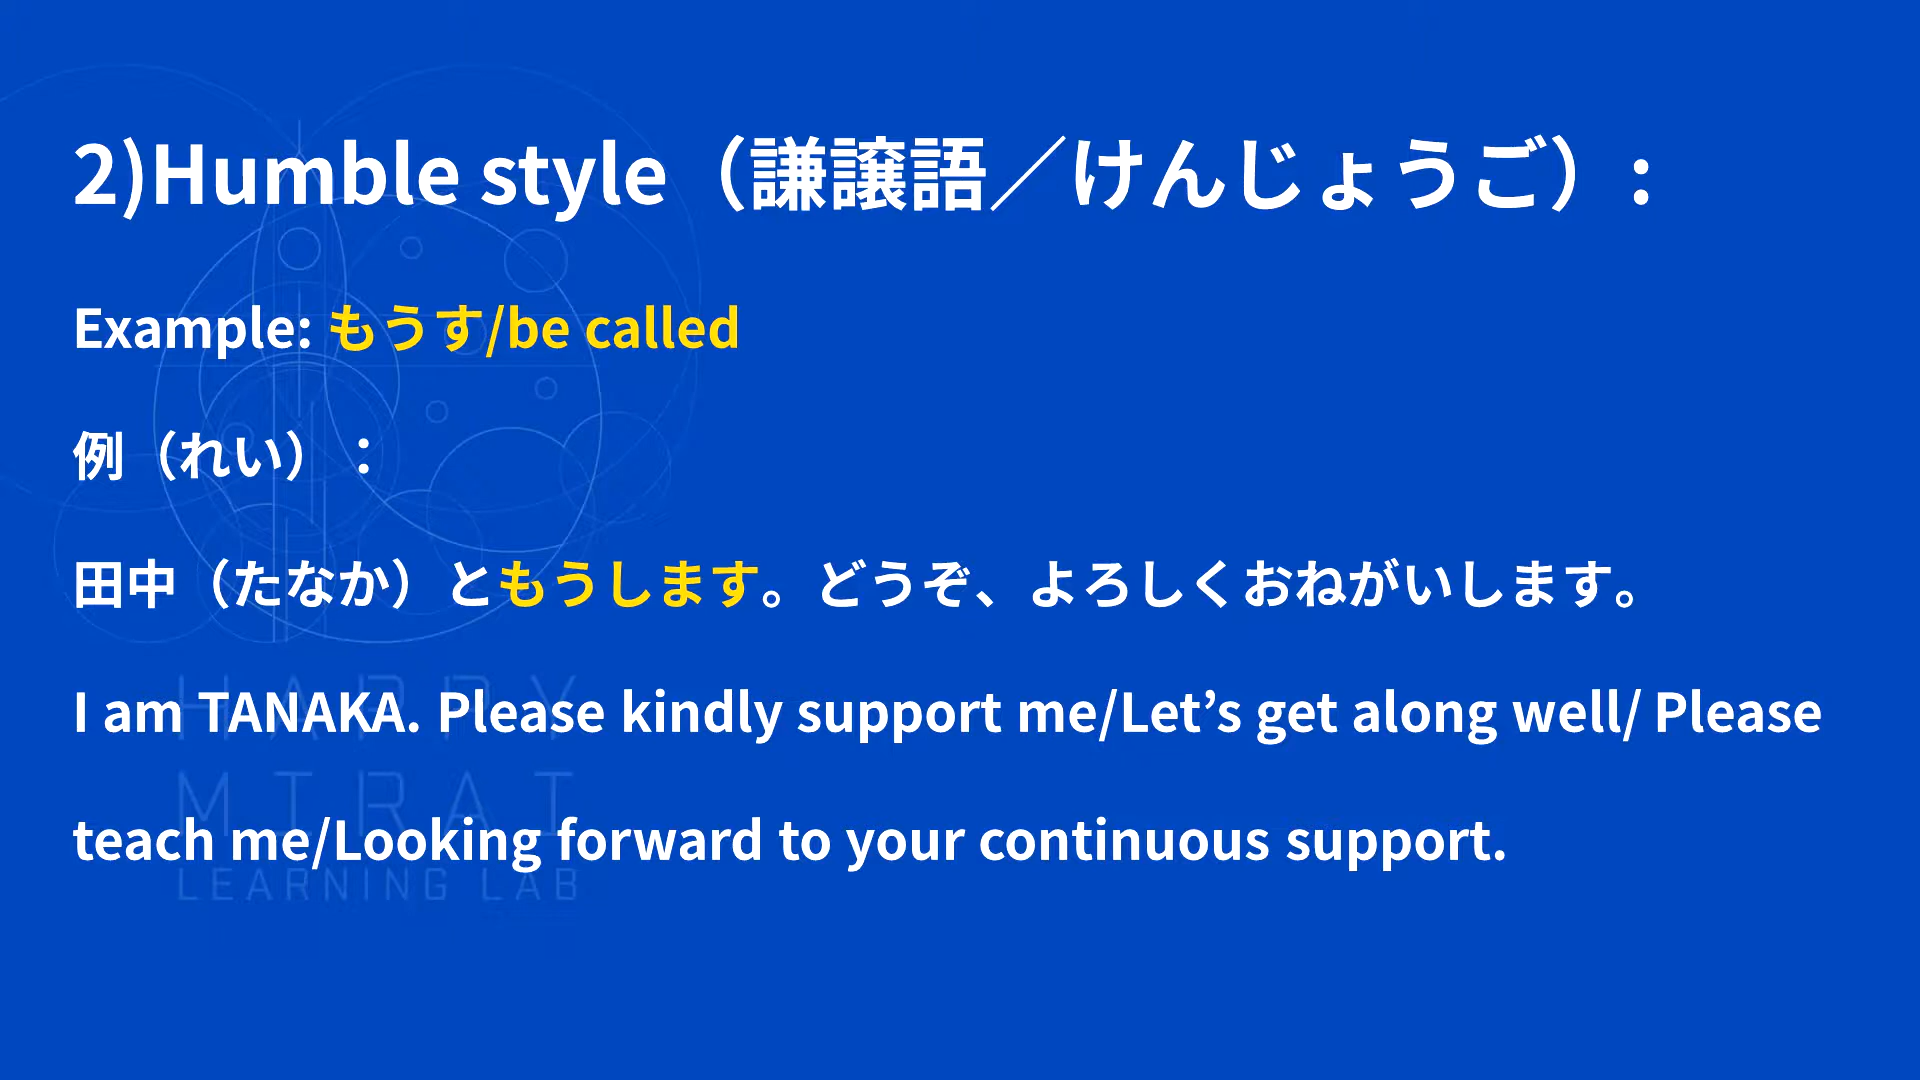 2)Humble style（謙譲語／けんじょうご）:
Example: もうす/be called
例（れい）：
田中（たなか）ともうします。どうぞ、よろしくおねがいします。
I am TANAKA. Please kindly support me/Let’s get along well/ Please
teach me/Looking forward to your continuous support.
HAPPY
MIRAI
LEARNING LAB